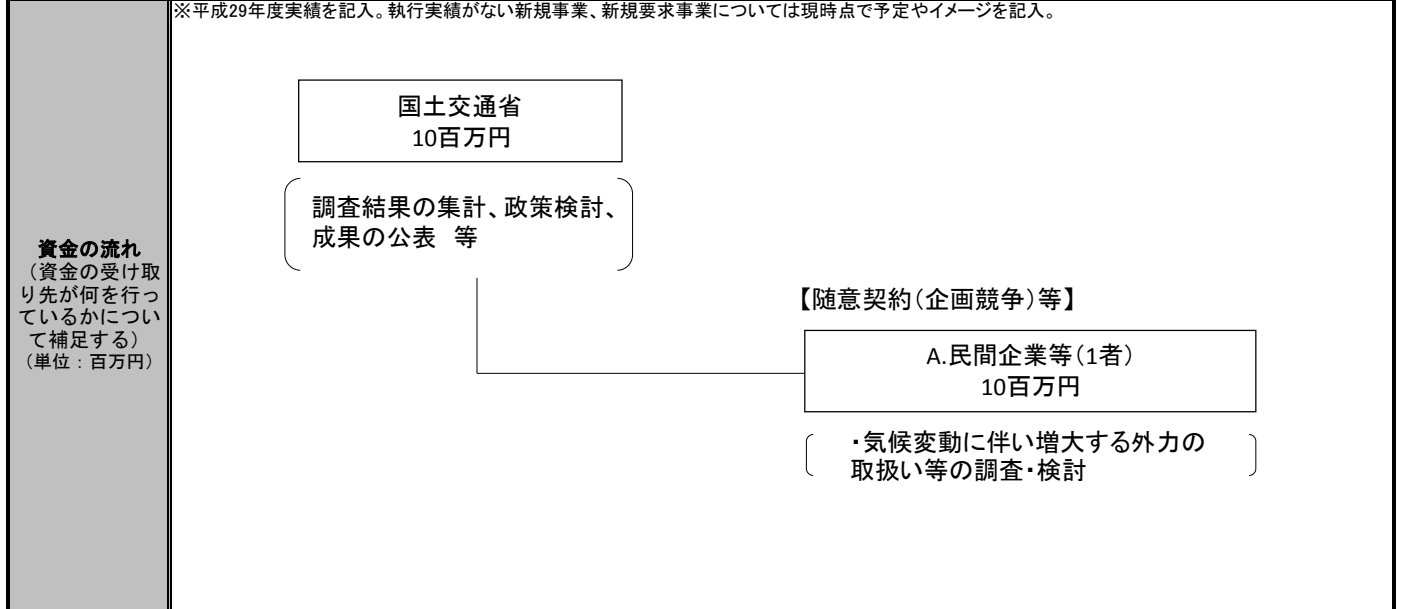 ※平成29年度実績を記入。執行実績がない新規事業、新規要求事業については現時点で予定やイメージを記入。
資金の流れ
（資金の受け取
り先が何を行っ
ているかについ
て補足する）
（単位：百万円）
国土交通省
10百万円
調査結果の集計、政策検討、
成果の公表　等
【随意契約（企画競争）等】
A.民間企業等（1者）
10百万円
・気候変動に伴い増大する外力の
取扱い等の調査・検討